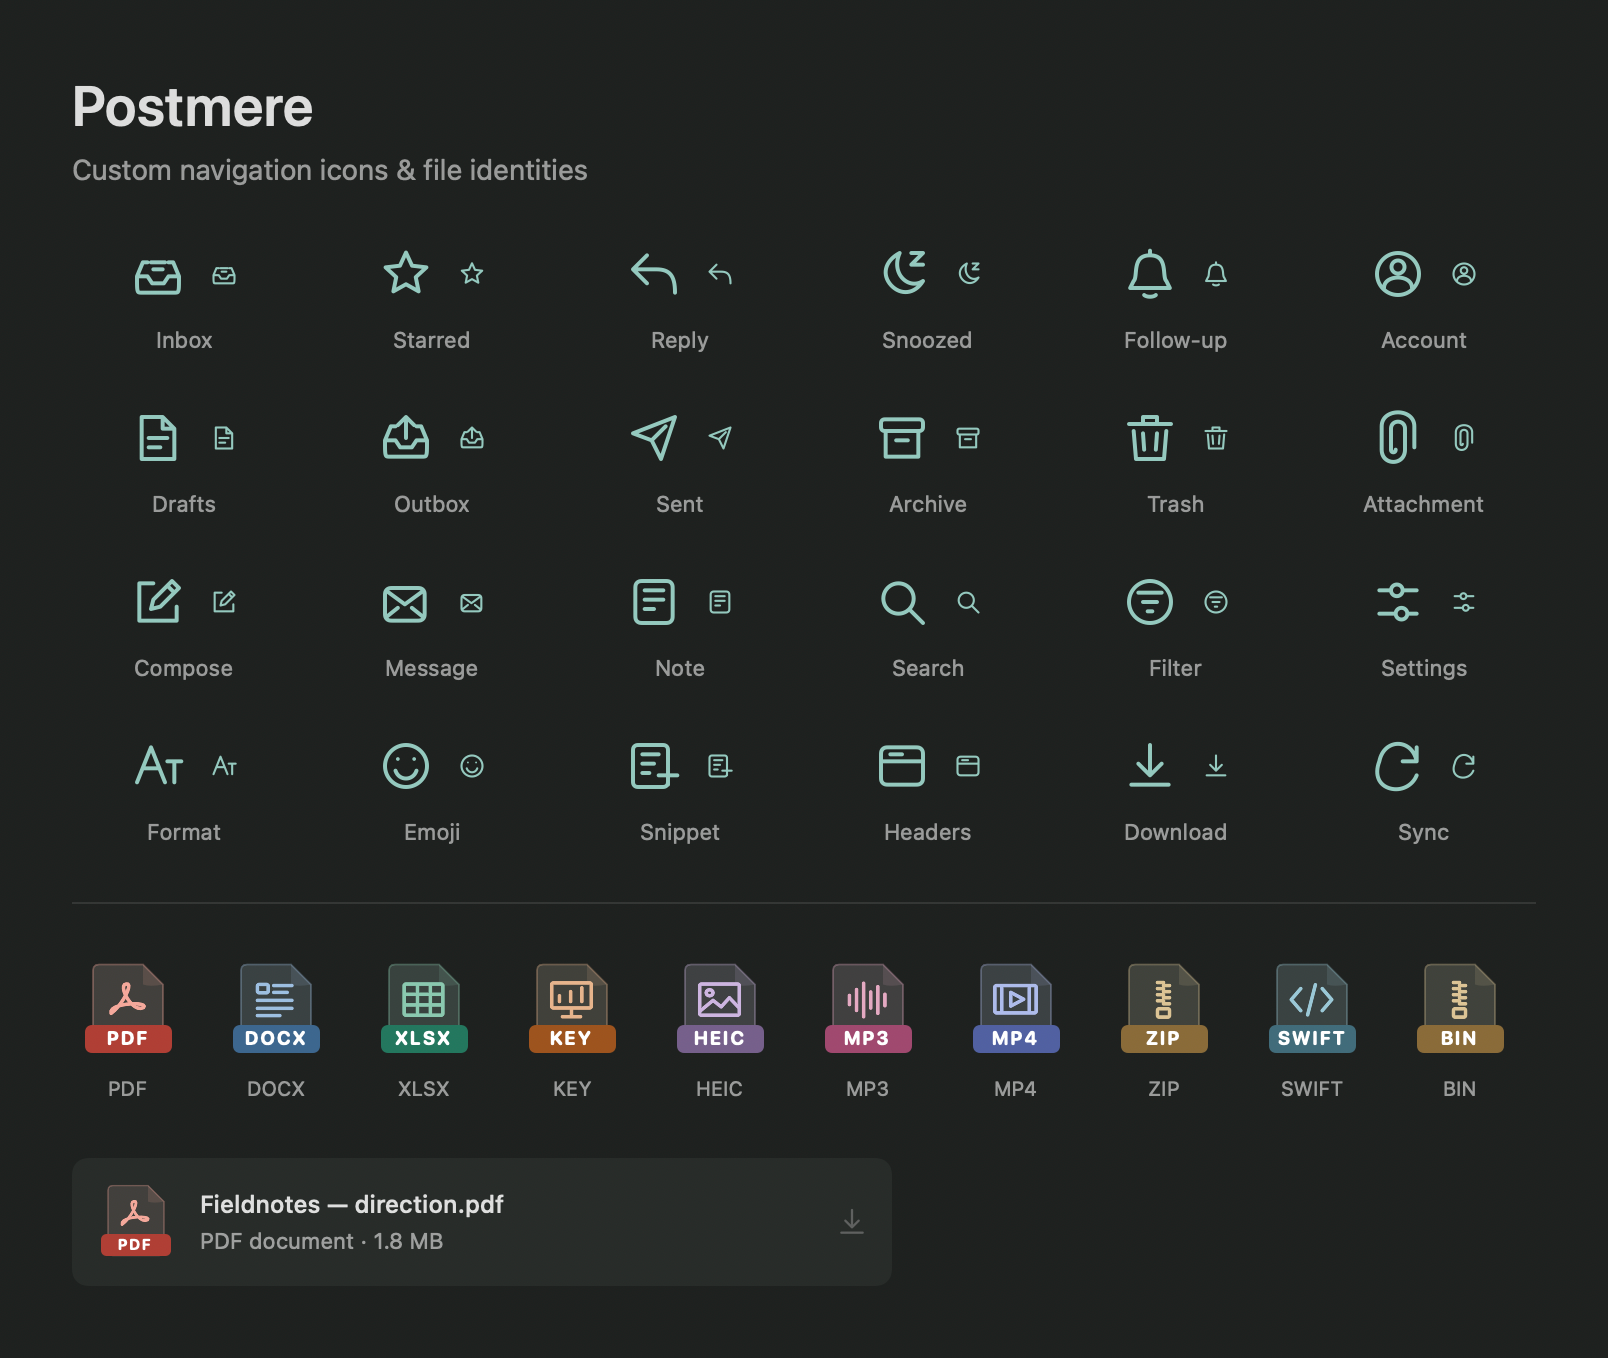 Postmere
Custom navigation icons & file identities
Inbox
Starred
Reply
Snoozed
Follow-up
Account
Drafts
Outbox
Sent
Archive
Trash
Attachment
Compose
Message
Note
Search
Filter
Settings
Format
Emoji
Snippet
Headers
Download
Sync
PDF
DOCX
XLSX
KEY
HEIC
MP3
MP4
ZIP
SWIFT
BIN
PDF
DOCX
XLSX
KEY
HEIC
MP3
MP4
ZIP
SWIFT
BIN
Fieldnotes — direction.pdf
PDF
PDF document · 1.8 MB